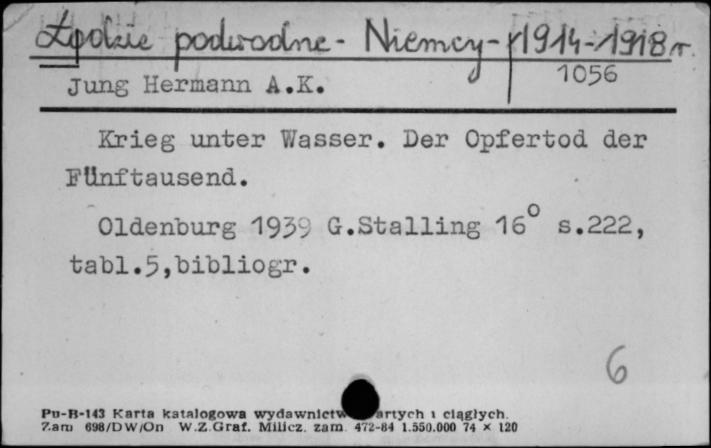 Łodzie podwodne - Niemcy - 1914-1918 r.
Jung Hermann A.K.
1056
Krieg unter Wasser. Der Opfertod der
Fünftausend.
Oldenburg 1939 G.Stalling 16° s.222,
tabl.5,bibliogr.
6
Pu-B-143 Karta katalogowa wydawnictw artych i ciągłych.
Zam 698/DW/On W.Z.Graf. Milicz. zam. 472-84 1.550.000 74 × 120